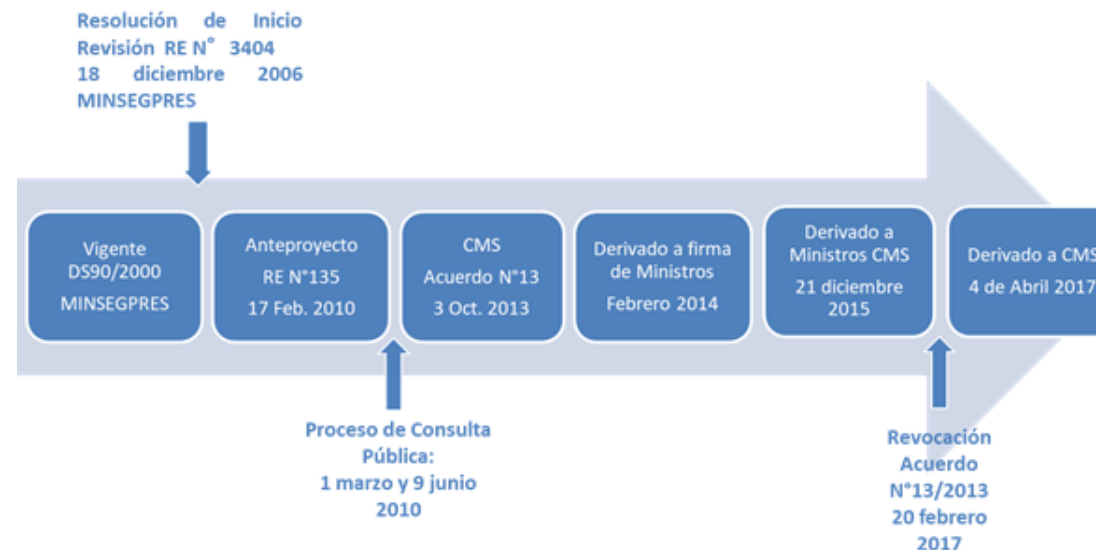 Resolución de Inicio
Revisión RE N° 3404
18 diciembre 2006
MINSEGPRES
Vigente
DS90/2000
MINSEGPRES
Anteproyecto
RE N°135
17 Feb. 2010
CMS
Acuerdo N°13
3 Oct. 2013
Derivado a firma
de Ministros
Febrero 2014
Derivado a
Ministros CMS
21 diciembre
2015
Derivado a CMS
4 de Abril 2017
Proceso de Consulta
Pública:
1 marzo y 9 junio
2010
Revocación
Acuerdo
N°13/2013
20 febrero
2017